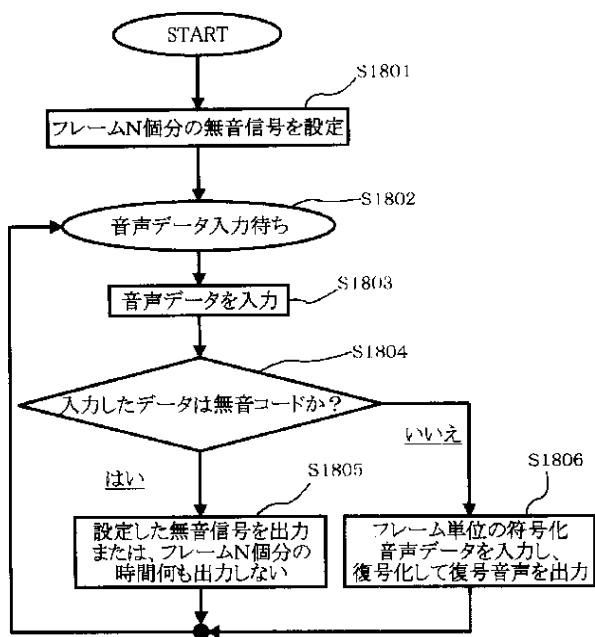 START
S1801
フレームN個分の無音信号を設定
S1802
音声データ入力待ち
S1803
音声データを入力
S1804
入力したデータは無音コードか？
いいえ
はい
S1805
S1806
設定した無音信号を出力
または、フレームN個分の
時間何も出力しない
フレーム単位の符号化
音声データを入力し、
復号化して復号音声を出力